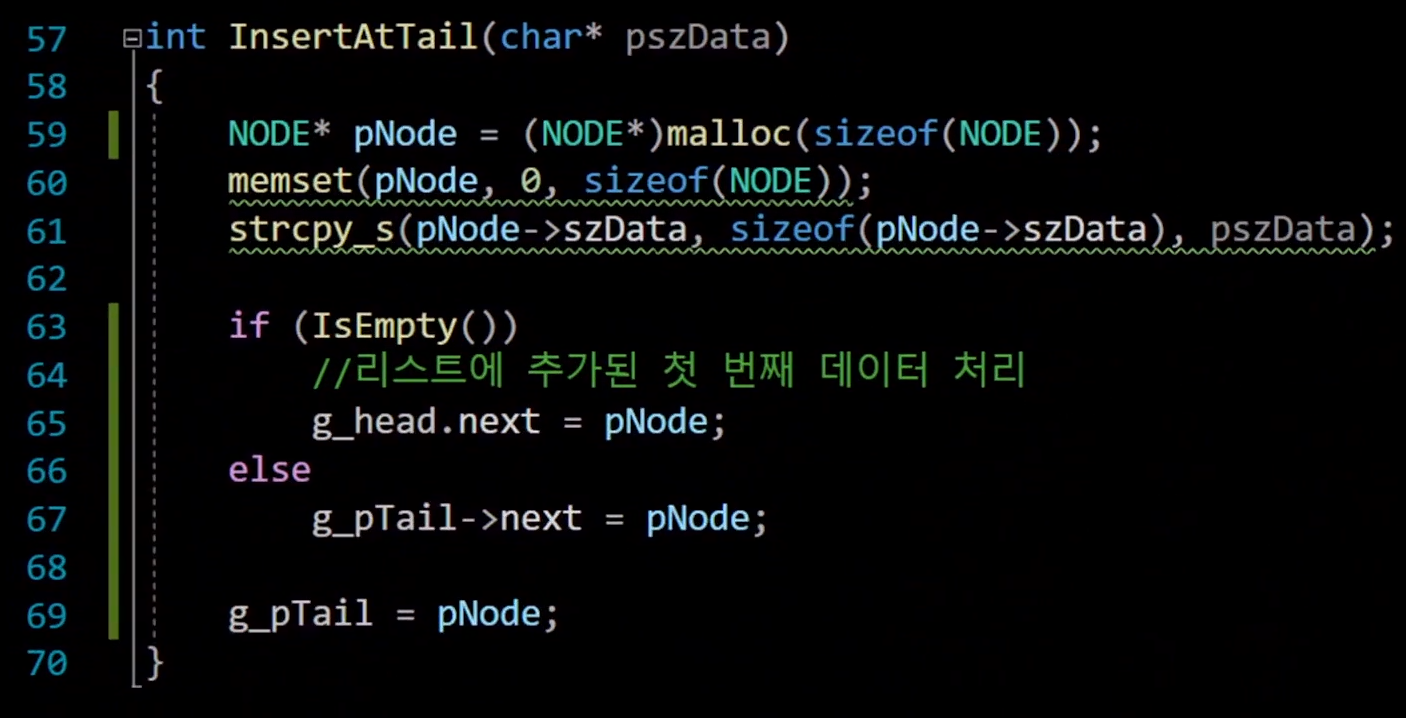 57 int InsertAtTail(char* pszData)
58 {
59 NODE* pNode = (NODE*)malloc(sizeof(NODE));
60 memset(pNode, 0, sizeof(NODE));
61 strcpy_s(pNode->szData, sizeof(pNode->szData), pszData);
62
63 if (IsEmpty())
64 //리스트에 추가된 첫 번째 데이터 처리
65 g_head.next = pNode;
66 else
67 g_pTail->next = pNode;
68
69 g_pTail = pNode;
70 }